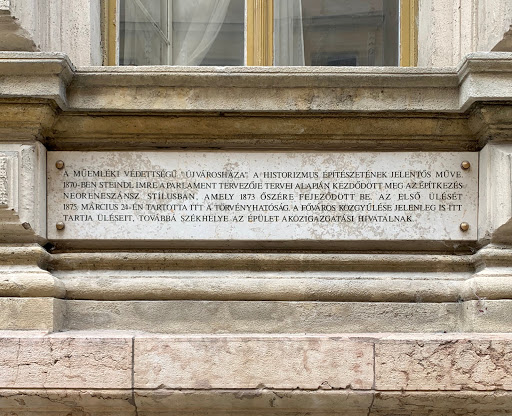 A MŰEMLÉKI VÉDETTSÉGŰ "ÚJVÁROSHÁZA", A HISTORIZMUS ÉPÍTÉSZETÉNEK JELENTŐS MŰVE.
1870-BEN STEINDL IMRE A PARLAMENT TERVEZŐJE TERVEI ALAPJÁN KEZDŐDÖTT MEG AZ ÉPÍTKEZÉS
NEORENESZÁNSZ STÍLUSBAN, AMELY 1873 ŐSZÉRE FEJEZŐDÖTT BE. AZ ELSŐ ÜLÉSÉT
1875. MÁRCIUS 24-ÉN TARTOTTA ITT A TÖRVÉNYHATÓSÁG. A FŐVÁROS KÖZGYŰLÉSE JELENLEG IS ITT
TARTJA ÜLÉSEIT, TOVÁBBÁ SZÉKHELYE AZ ÉPÜLET A KÖZIGAZGATÁSI HIVATALNAK.